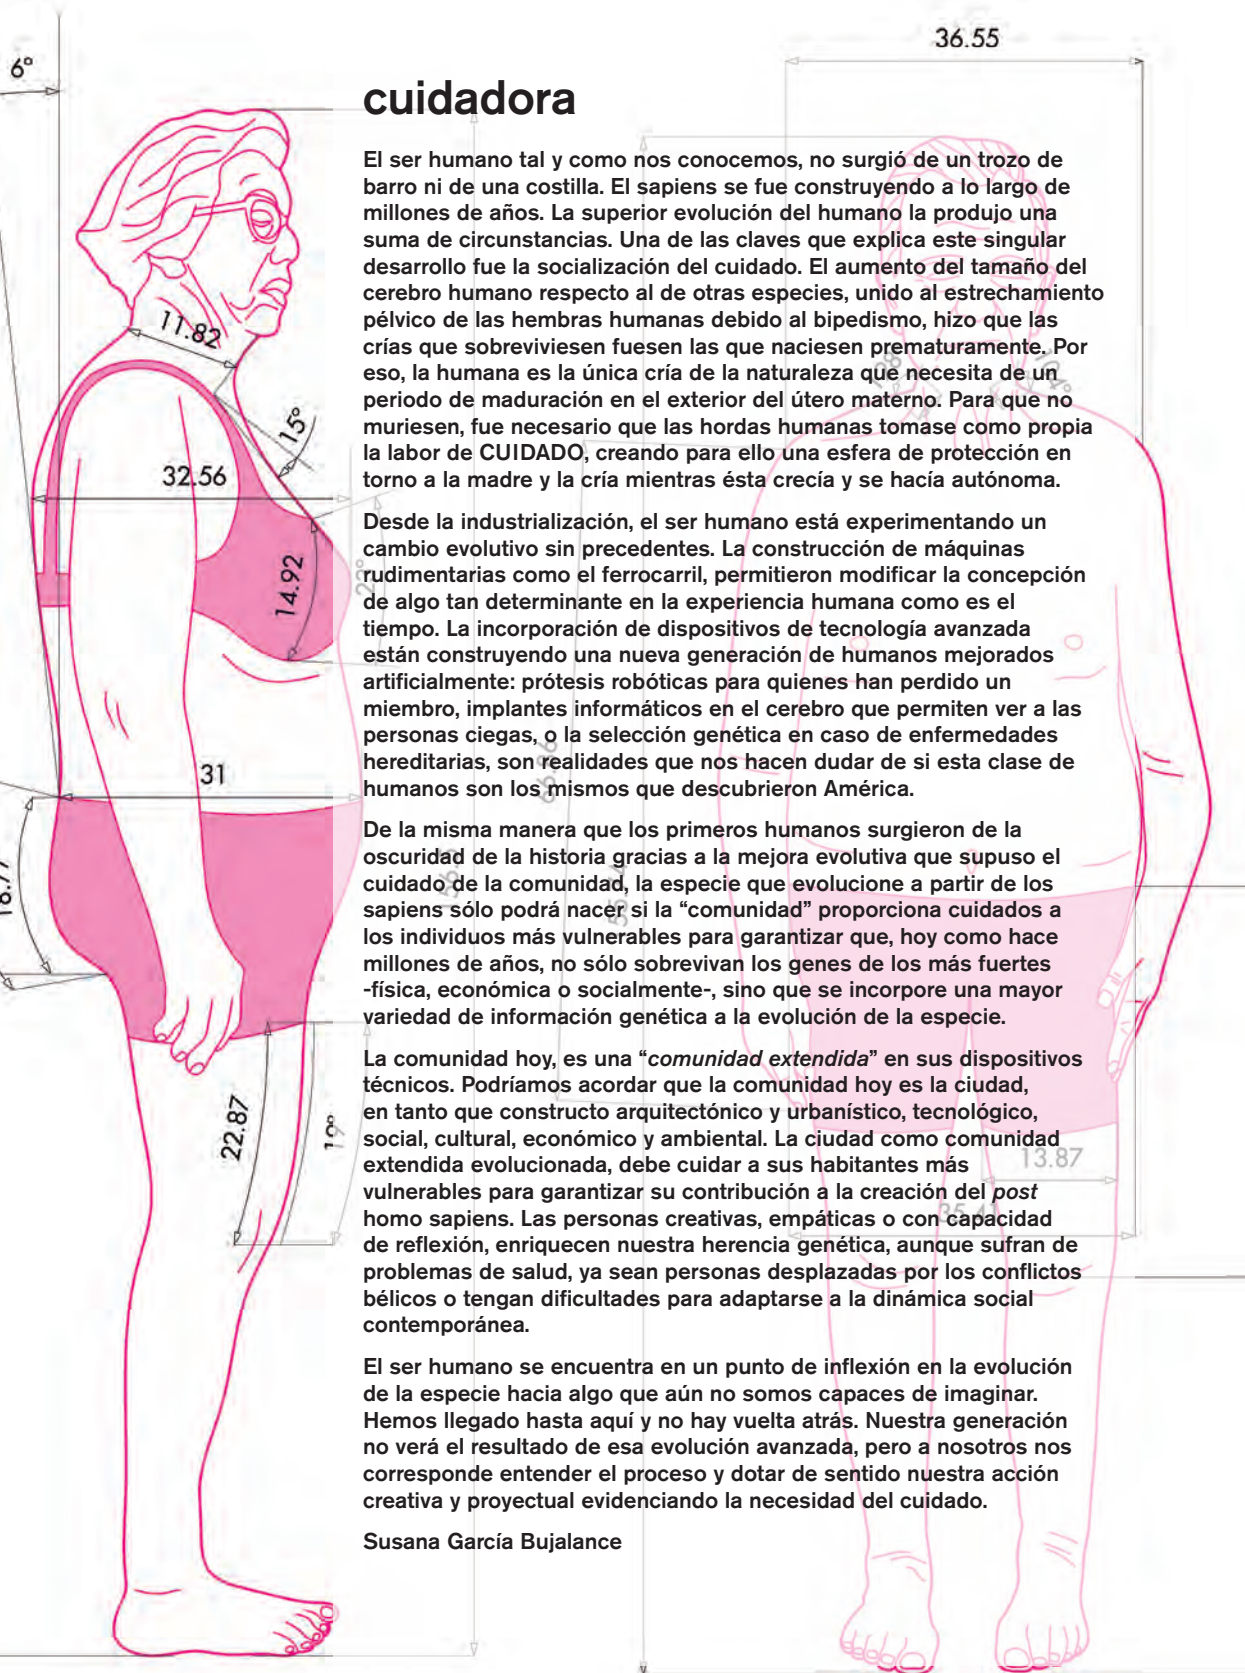 36.55
6°
cuidadora
El ser humano tal y como nos conocemos, no surgió de un trozo de
barro ni de una costilla. El sapiens se fue construyendo a lo largo de
millones de años. La superior evolución del humano la produjo una
suma de circunstancias. Una de las claves que explica este singular
desarrollo fue la socialización del cuidado. El aumento del tamaño del
cerebro humano respecto al de otras especies, unido al estrechamiento
pélvico de las hembras humanas debido al bipedismo, hizo que las
crías que sobreviviesen fuesen las que naciesen prematuramente. Por
eso, la humana es la única cría de la naturaleza que necesita de un
periodo de maduración en el exterior del útero materno. Para que no
muriesen, fue necesario que las hordas humanas tomase como propia
la labor de CUIDADO, creando para ello una esfera de protección en
torno a la madre y la cría mientras ésta crecía y se hacía autónoma.
Desde la industrialización, el ser humano está experimentando un
cambio evolutivo sin precedentes. La construcción de máquinas
rudimentarias como el ferrocarril, permitieron modificar la concepción
de algo tan determinante en la experiencia humana como es el
tiempo. La incorporación de dispositivos de tecnología avanzada
están construyendo una nueva generación de humanos mejorados
artificialmente: prótesis robóticas para quienes han perdido un
miembro, implantes informáticos en el cerebro que permiten ver a las
personas ciegas, o la selección genética en caso de enfermedades
hereditarias, son realidades que nos hacen dudar de si esta clase de
humanos son los mismos que descubrieron América.
De la misma manera que los primeros humanos surgieron de la
oscuridad de la historia gracias a la mejora evolutiva que supuso el
cuidado de la comunidad, la especie que evolucione a partir de los
sapiens sólo podrá nacer si la “comunidad” proporciona cuidados a
los individuos más vulnerables para garantizar que, hoy como hace
millones de años, no sólo sobrevivan los genes de los más fuertes
-física, económica o socialmente-, sino que se incorpore una mayor
variedad de información genética a la evolución de la especie.
La comunidad hoy, es una “comunidad extendida” en sus dispositivos
técnicos. Podríamos acordar que la comunidad hoy es la ciudad,
en tanto que constructo arquitectónico y urbanístico, tecnológico,
social, cultural, económico y ambiental. La ciudad como comunidad
extendida evolucionada, debe cuidar a sus habitantes más
vulnerables para garantizar su contribución a la creación del post
homo sapiens. Las personas creativas, empáticas o con capacidad
de reflexión, enriquecen nuestra herencia genética, aunque sufran de
problemas de salud, ya sean personas desplazadas por los conflictos
bélicos o tengan dificultades para adaptarse a la dinámica social
contemporánea.
El ser humano se encuentra en un punto de inflexión en la evolución
de la especie hacia algo que aún no somos capaces de imaginar.
Hemos llegado hasta aquí y no hay vuelta atrás. Nuestra generación
no verá el resultado de esa evolución avanzada, pero a nosotros nos
corresponde entender el proceso y dotar de sentido nuestra acción
creativa y proyectual evidenciando la necesidad del cuidado.
Susana García Bujalance
11.82
15°
32.56
14.92
23°
31
22.87
19°
104°
66.86
13.87
35.41